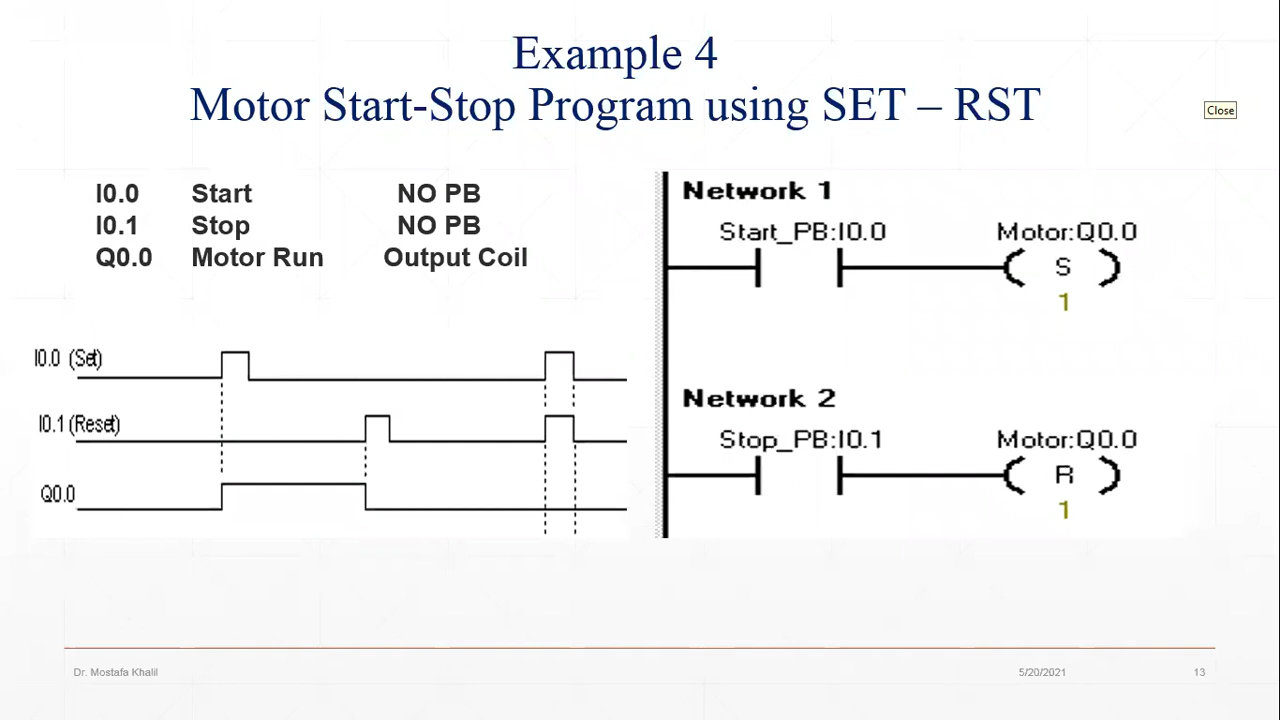 Example 4
Motor Start-Stop Program using SET – RST
Close
I0.0 Start NO PB
I0.1 Stop NO PB
Q0.0 Motor Run Output Coil
I0.0 (Set)
I0.1 (Reset)
Q0.0
Network 1
Start_PB:I0.0 Motor:Q0.0
S
1
Network 2
Stop_PB:I0.1 Motor:Q0.0
R
1
Dr. Mostafa Khalil 5/20/2021 13